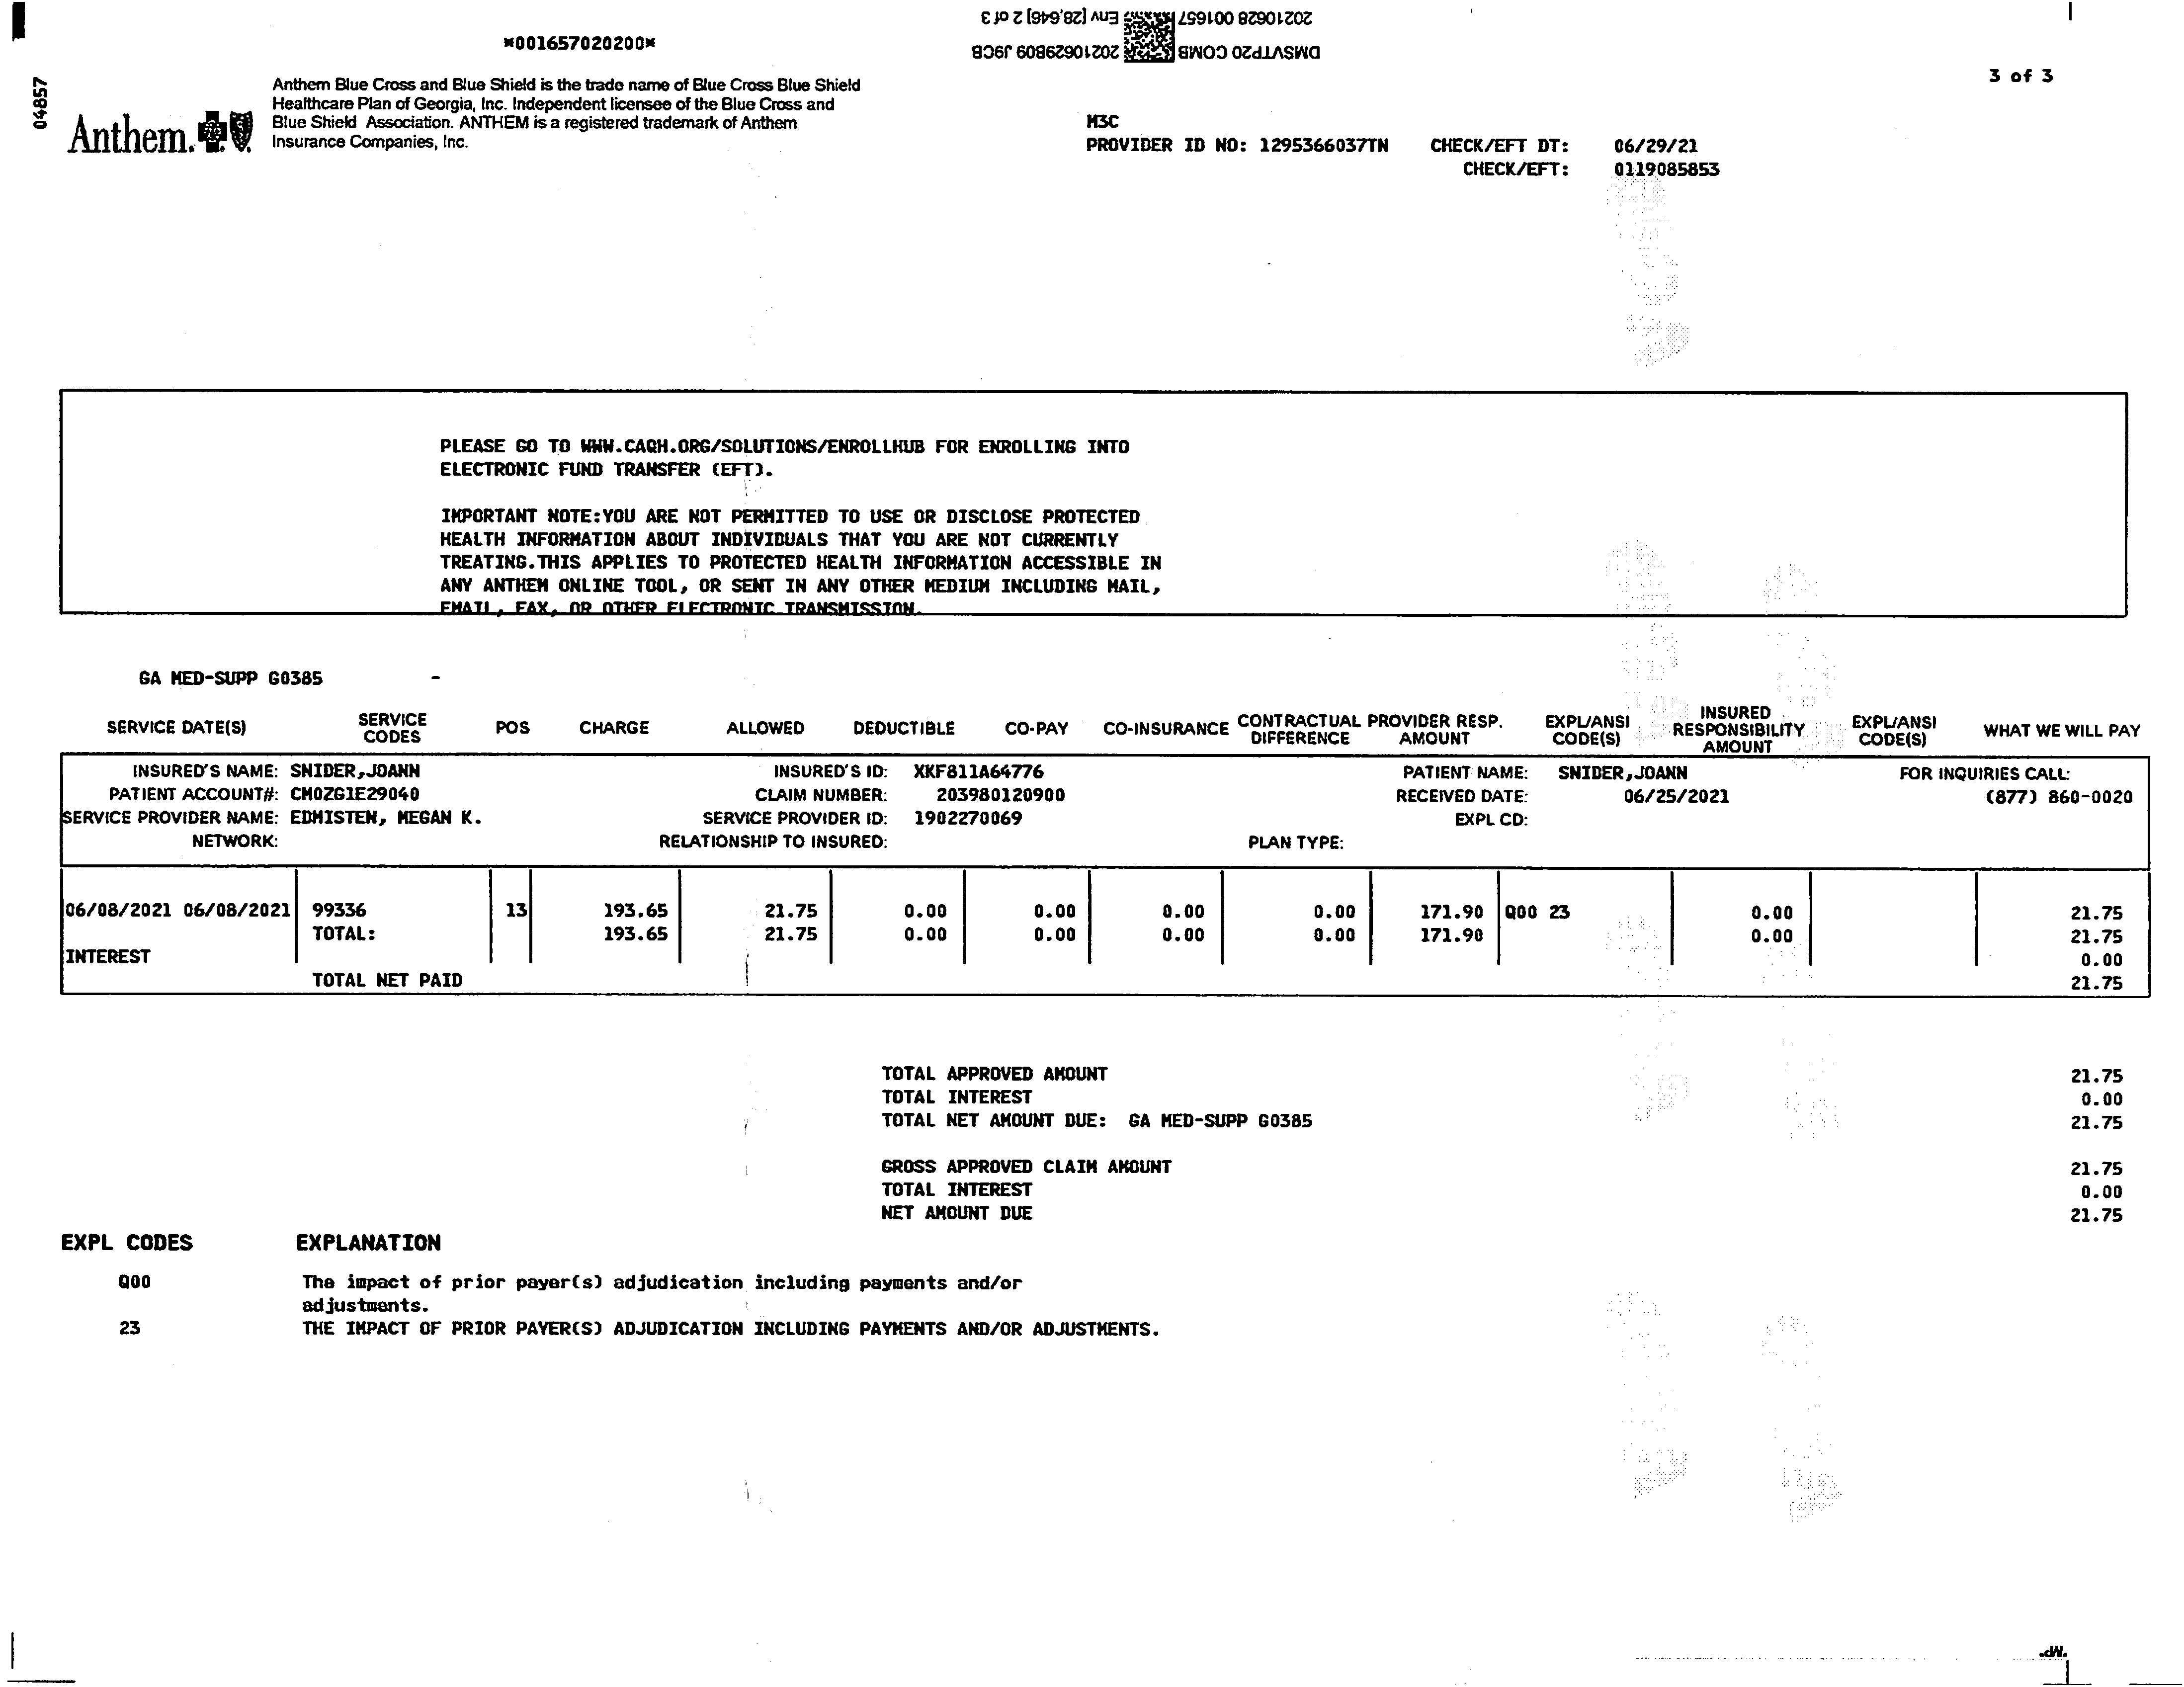 20210628 001657 Env [28,646] 2 of 3
DMSVTP20 COMB 20210629B09 J9CB
*001657020200*
3 of 3
04857
Anthem.
Anthem Blue Cross and Blue Shield is the trade name of Blue Cross Blue Shield
Healthcare Plan of Georgia, Inc. Independent licensee of the Blue Cross and
Blue Shield Association. ANTHEM is a registered trademark of Anthem
Insurance Companies, Inc.
M3C
PROVIDER ID NO: 1295366037TN CHECK/EFT DT: 06/29/21
CHECK/EFT: 0119085853
PLEASE GO TO WWW.CAQH.ORG/SOLUTIONS/ENROLLHUB FOR ENROLLING INTO
ELECTRONIC FUND TRANSFER (EFT).
IMPORTANT NOTE:YOU ARE NOT PERMITTED TO USE OR DISCLOSE PROTECTED
HEALTH INFORMATION ABOUT INDIVIDUALS THAT YOU ARE NOT CURRENTLY
TREATING.THIS APPLIES TO PROTECTED HEALTH INFORMATION ACCESSIBLE IN
ANY ANTHEM ONLINE TOOL, OR SENT IN ANY OTHER MEDIUM INCLUDING MAIL,
EMAIL, FAX, OR OTHER ELECTRONIC TRANSMISSION.
GA MED-SUPP G0385 -
SERVICE DATE(S) SERVICE CODES POS CHARGE ALLOWED DEDUCTIBLE CO-PAY CO-INSURANCE CONTRACTUAL DIFFERENCE PROVIDER RESP. AMOUNT EXPL/ANSI CODE(S) INSURED RESPONSIBILITY AMOUNT EXPL/ANSI CODE(S) WHAT WE WILL PAY
INSURED'S NAME: SNIDER,JOANN INSURED'S ID: XKF811A64776 PATIENT NAME: SNIDER,JOANN FOR INQUIRIES CALL:
PATIENT ACCOUNT#: CMOZG1E29040 CLAIM NUMBER: 203980120900 RECEIVED DATE: 06/25/2021 (877) 860-0020
SERVICE PROVIDER NAME: EDMISTEN, MEGAN K. SERVICE PROVIDER ID: 1902270069 EXPL CD:
NETWORK: RELATIONSHIP TO INSURED: PLAN TYPE:
06/08/2021 06/08/2021 99336 13 193.65 21.75 0.00 0.00 0.00 0.00 171.90 Q00 23 0.00 21.75
TOTAL: 193.65 21.75 0.00 0.00 0.00 0.00 171.90 0.00 21.75
INTEREST 0.00
TOTAL NET PAID 21.75
TOTAL APPROVED AMOUNT 21.75
TOTAL INTEREST 0.00
TOTAL NET AMOUNT DUE: GA MED-SUPP G0385 21.75
GROSS APPROVED CLAIM AMOUNT 21.75
TOTAL INTEREST 0.00
NET AMOUNT DUE 21.75
EXPL CODES EXPLANATION
Q00 The impact of prior payer(s) adjudication including payments and/or
adjustments.
23 THE IMPACT OF PRIOR PAYER(S) ADJUDICATION INCLUDING PAYMENTS AND/OR ADJUSTMENTS.